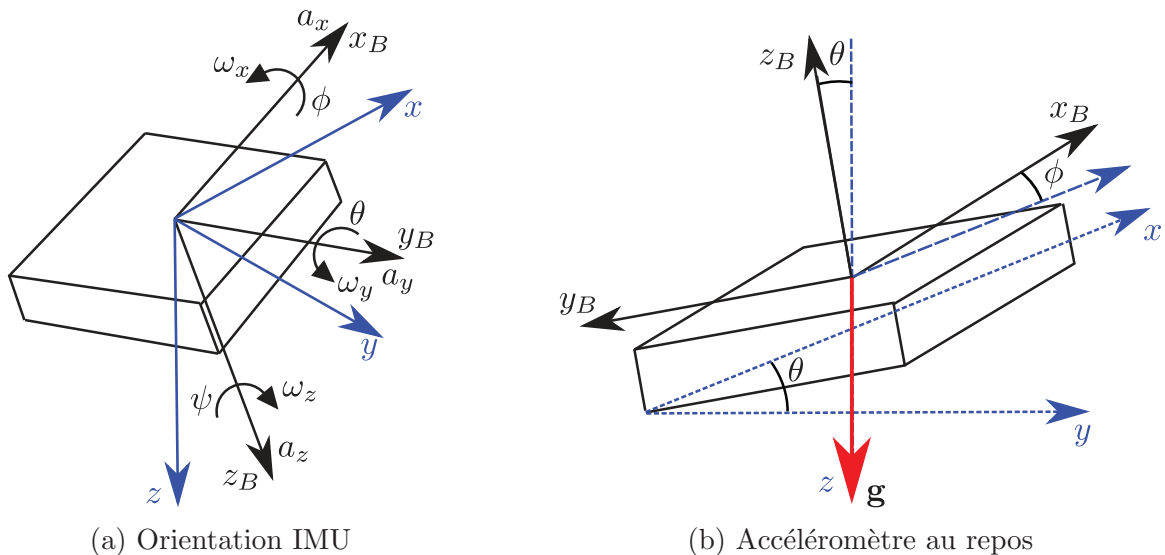 a_x
x_B
ω_x
ϕ
x
θ
y_B
a_y
ω_y
y
ψ
ω_z
a_z
z_B
z
(a) Orientation IMU
z_B
θ
x_B
ϕ
x
y_B
θ
y
z
g
(b) Accéléromètre au repos